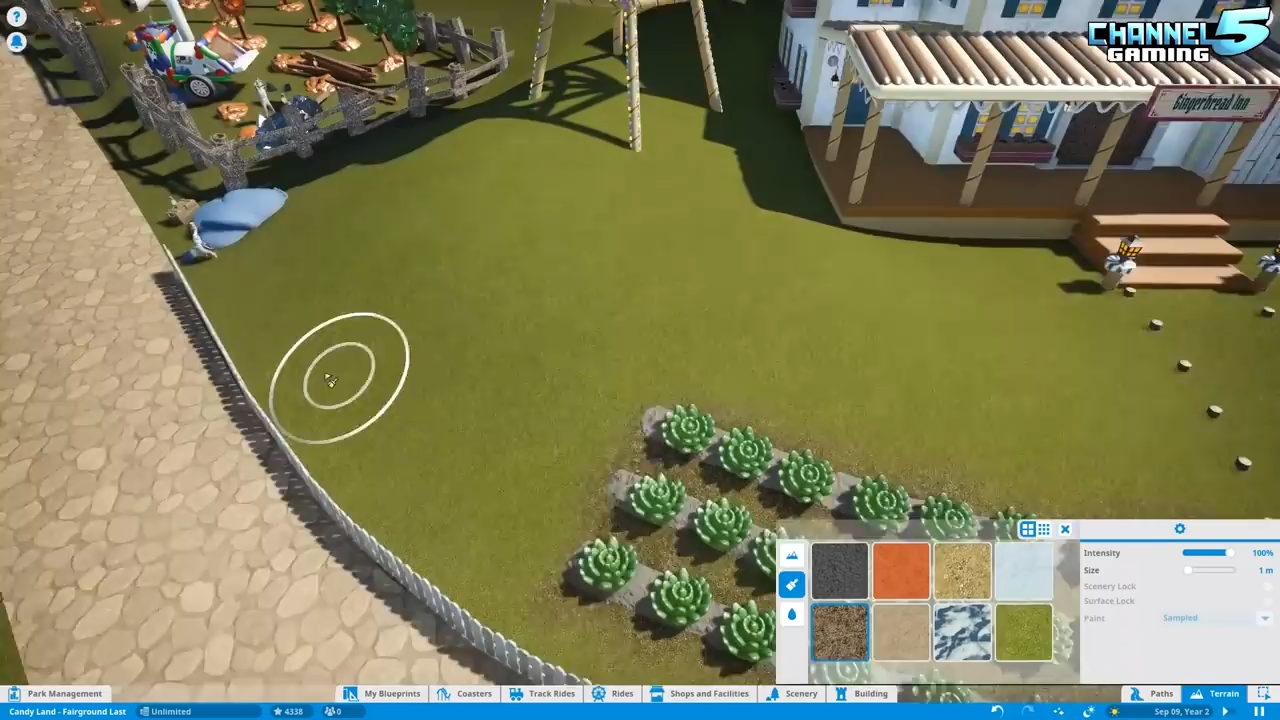 ?
CHANNEL 5
GAMING
Gingerbread Inn
Intensity 100%
Size 1 m
Scenery Lock
Surface Lock
Paint Sampled
Park Management
My Blueprints
Coasters
Track Rides
Rides
Shops and Facilities
Scenery
Building
Paths
Terrain
Candy Land - Fairground Last
Unlimited
4338
0
Sep 09, Year 2